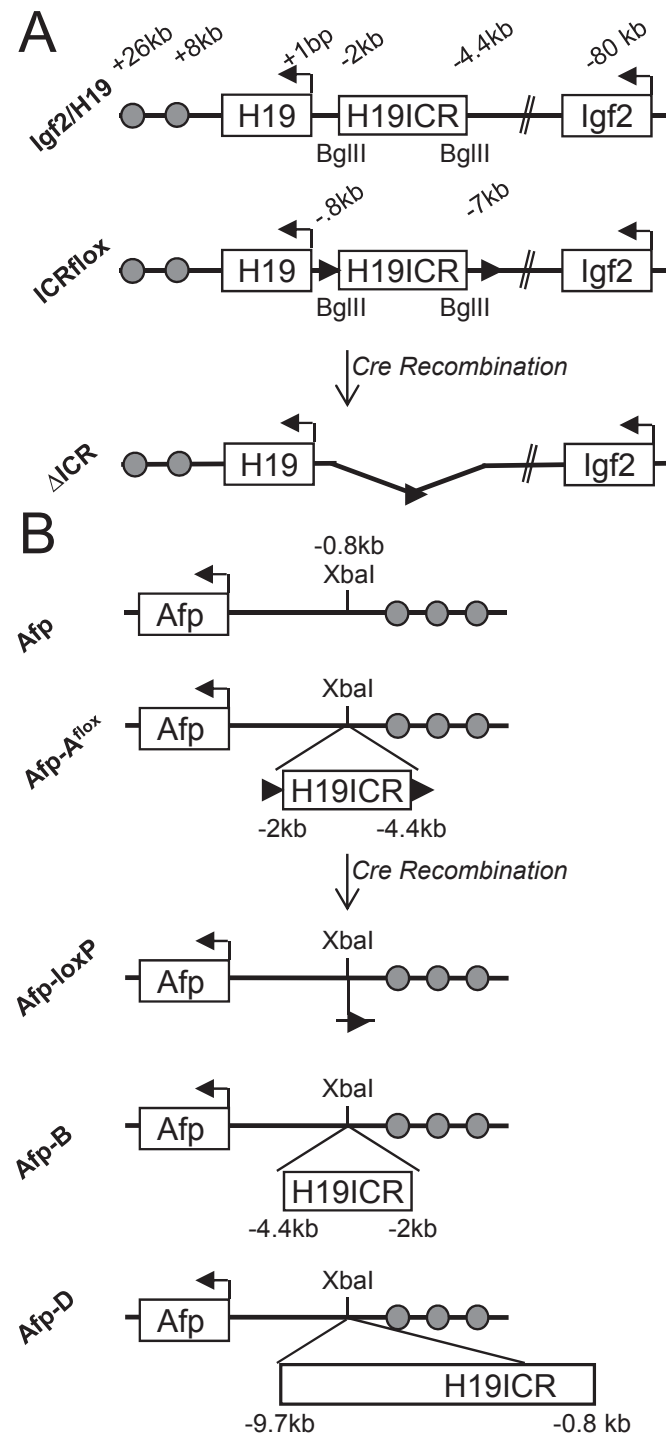 A
+26kb +8kb +1bp -2kb -4.4kb -80 kb
Igf2/H19 H19 H19ICR Igf2
BglII BglII
-.8kb -7kb
ICRflox H19 H19ICR Igf2
BglII BglII
Cre Recombination
ΔICR H19 Igf2
B
-0.8kb
XbaI
Afp Afp
XbaI
Afp-Aflox Afp
H19ICR
-2kb -4.4kb
Cre Recombination
XbaI
Afp-loxP Afp
XbaI
Afp-B Afp
H19ICR
-4.4kb -2kb
XbaI
Afp-D Afp
H19ICR
-9.7kb -0.8 kb